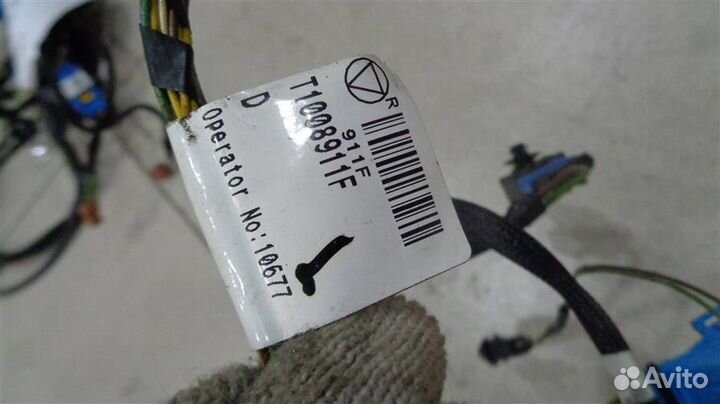 R
911F
T1008911F
D
Operator No:10677
Avito